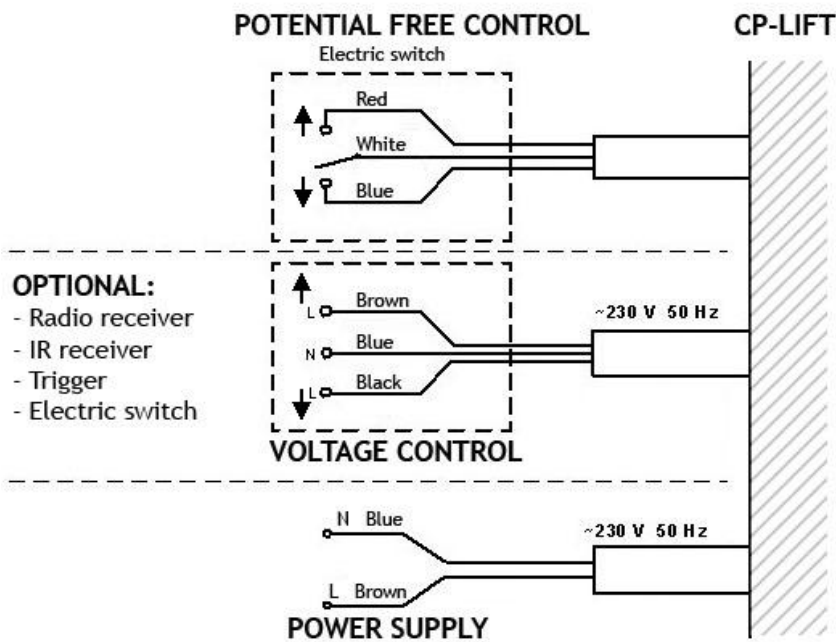 POTENTIAL FREE CONTROL
CP-LIFT
Electric switch
Red
White
Blue
OPTIONAL:
- Radio receiver
- IR receiver
- Trigger
- Electric switch
L Brown
N Blue
L Black
~230 V 50 Hz
VOLTAGE CONTROL
N Blue
~230 V 50 Hz
L Brown
POWER SUPPLY